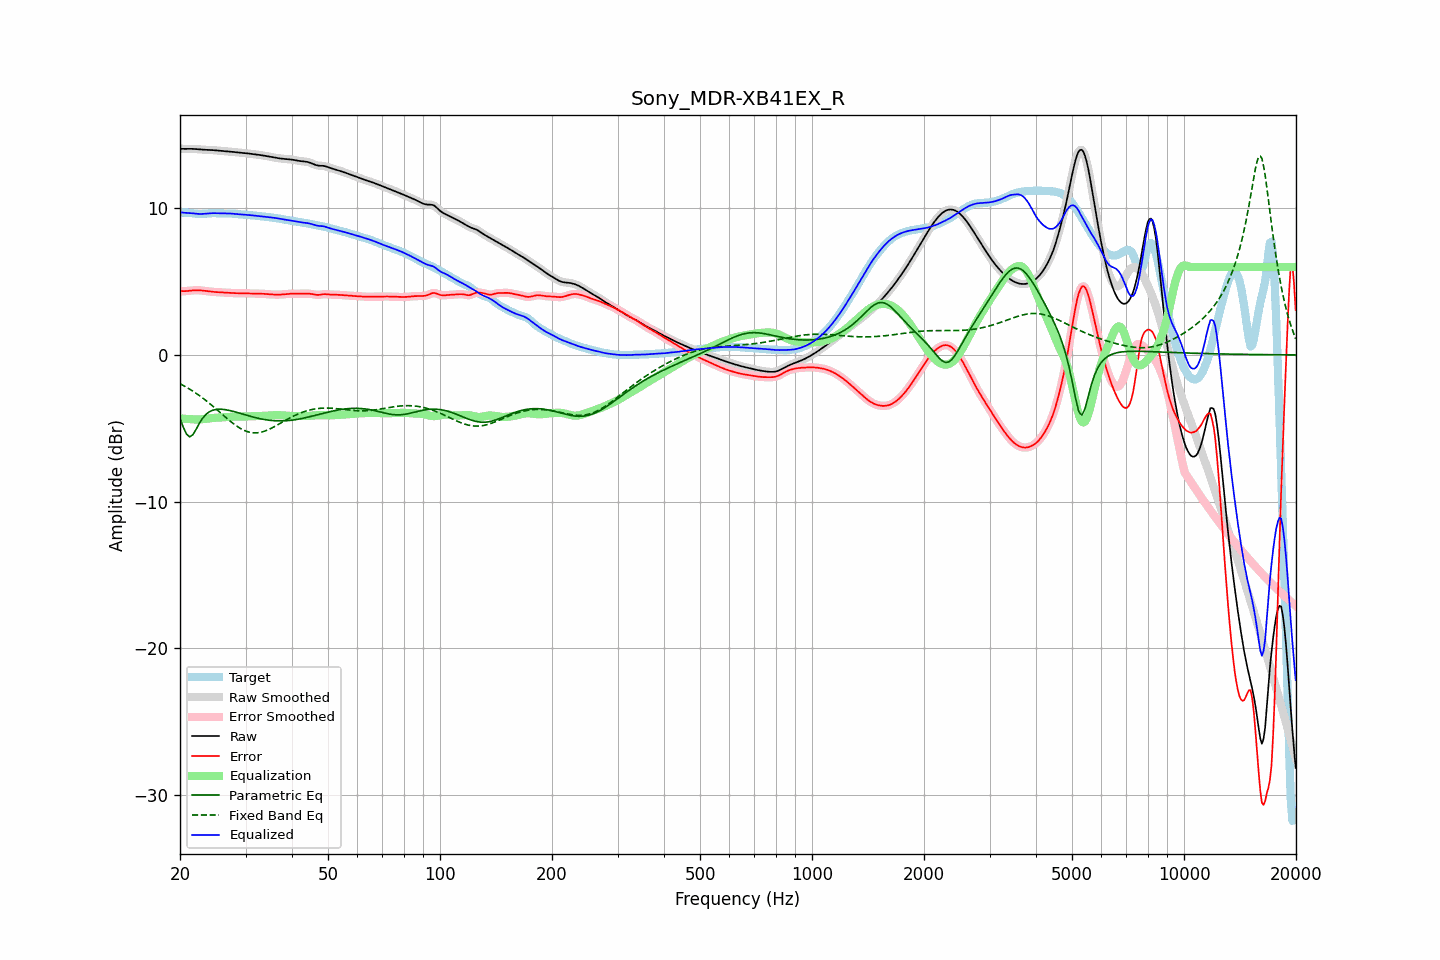 Sony_MDR-XB41EX_R
Amplitude (dBr)
10
0
−10
−20
−30
Target
Raw Smoothed
Error Smoothed
Raw
Error
Equalization
Parametric Eq
Fixed Band Eq
Equalized
20 50 100 200 500 1000 2000 5000 10000 20000
Frequency (Hz)